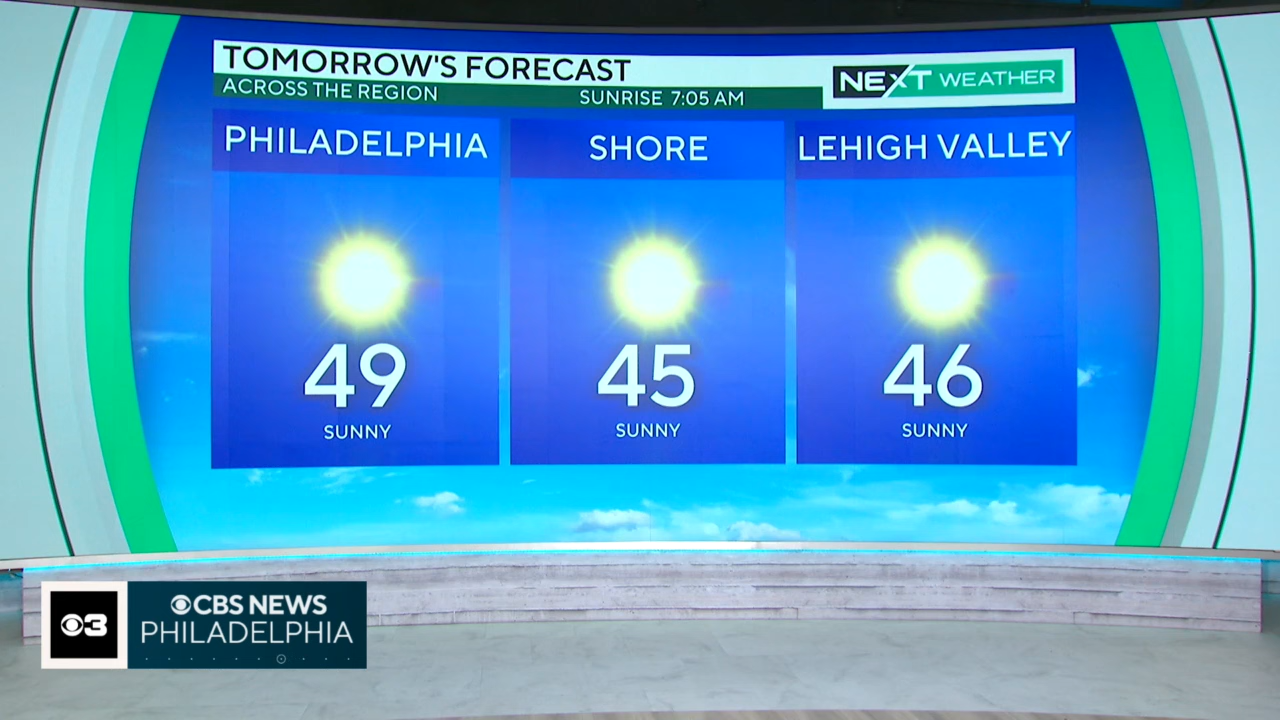 TOMORROW'S FORECAST
ACROSS THE REGION
SUNRISE 7:05 AM
NEXT WEATHER
PHILADELPHIA
49
SUNNY
SHORE
45
SUNNY
LEHIGH VALLEY
46
SUNNY
3
CBS NEWS
PHILADELPHIA